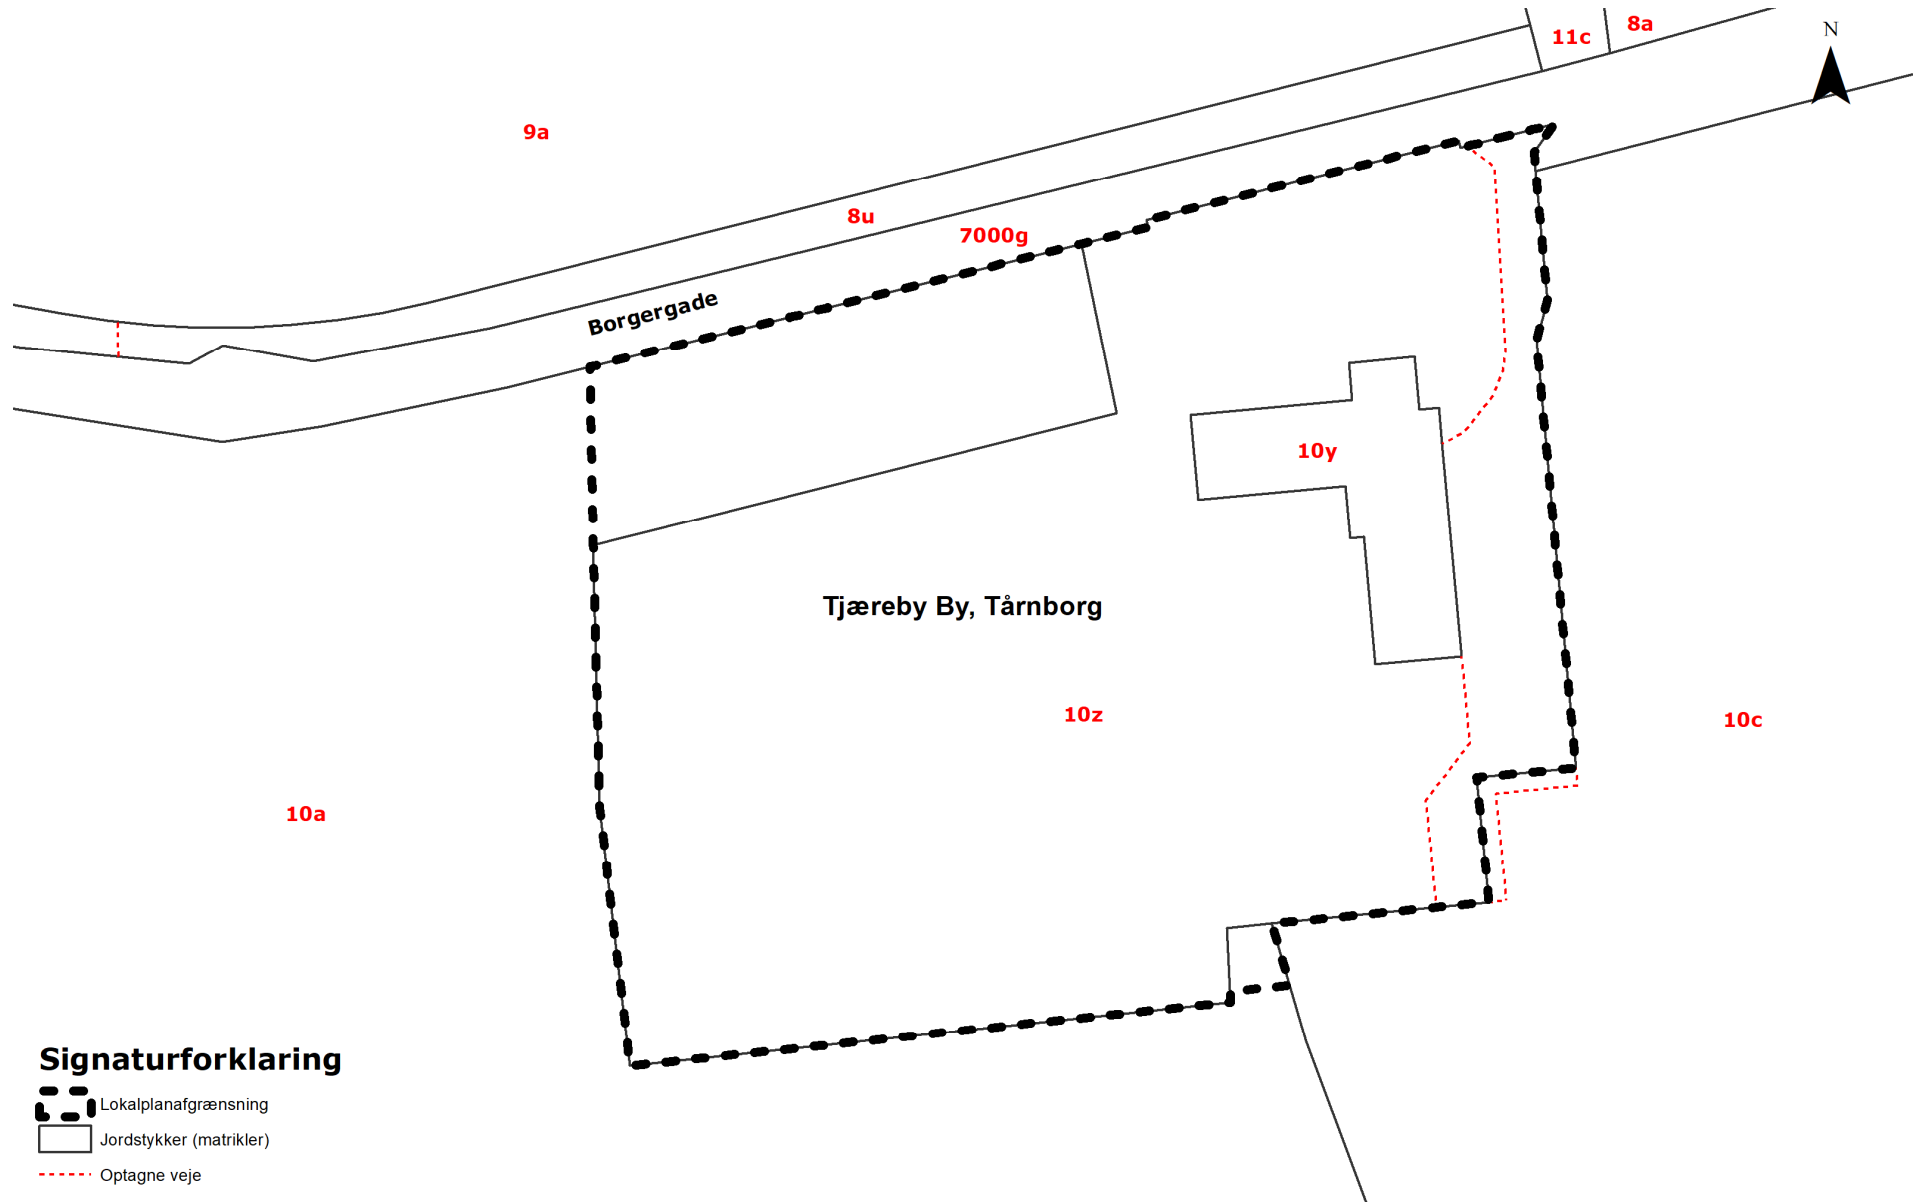 11c
8a
N
9a
8u
7000g
Borgergade
10y
Tjæreby By, Tårnborg
10z
10c
10a
Signaturforklaring
Lokalplanafgrænsning
Jordstykker (matrikler)
Optagne veje